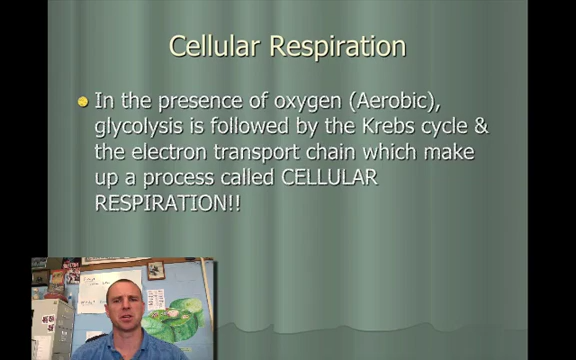 Cellular Respiration
In the presence of oxygen (Aerobic),
glycolysis is followed by the Krebs cycle &
the electron transport chain which make
up a process called CELLULAR
RESPIRATION!!